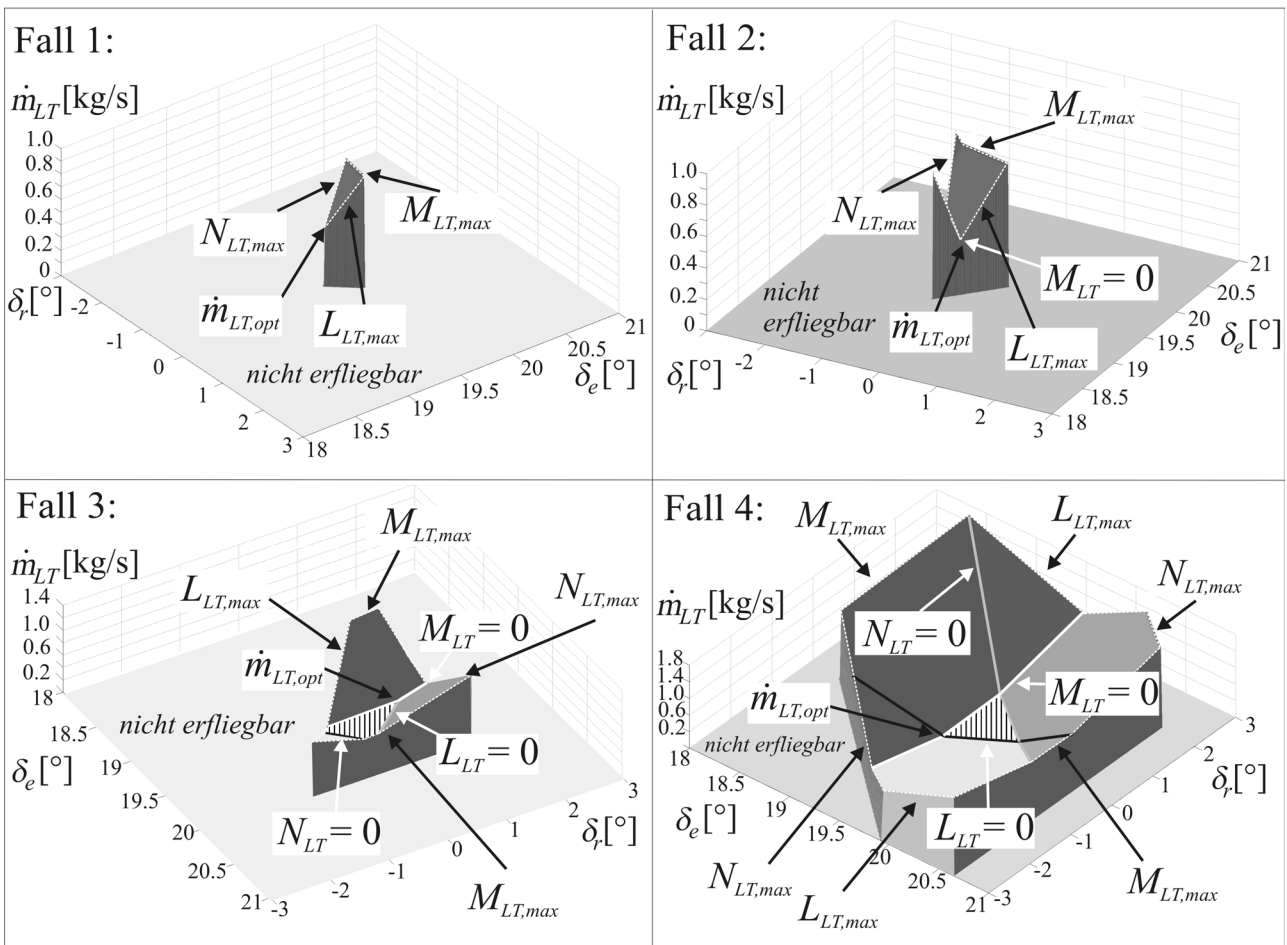 Fall 1:
ṁ_LT [kg/s]
1.0
0.8
0.6
0.4
0.2
0
δ_r[°]
-2
-1
0
1
2
3
18
18.5
19
19.5
20
20.5
21
δ_e[°]
N_LT,max
M_LT,max
ṁ_LT,opt
L_LT,max
nicht erfliegbar
Fall 2:
ṁ_LT [kg/s]
1.0
0.8
0.6
0.4
0.2
0
δ_r[°]
-2
-1
0
1
2
3
18
18.5
19
19.5
20
20.5
21
δ_e[°]
M_LT,max
N_LT,max
M_LT = 0
nicht
erfliegbar
ṁ_LT,opt
L_LT,max
Fall 3:
ṁ_LT [kg/s]
1.4
1.0
0.6
0.2
18
18.5
19
19.5
20
20.5
21
δ_e[°]
-3
-2
-1
0
1
2
3
δ_r[°]
M_LT,max
L_LT,max
N_LT,max
M_LT = 0
ṁ_LT,opt
nicht erfliegbar
L_LT = 0
N_LT = 0
M_LT,max
Fall 4:
M_LT,max
L_LT,max
N_LT,max
ṁ_LT [kg/s]
N_LT = 0
1.8
1.4
1.0
0.6
0.2
M_LT = 0
ṁ_LT,opt
nicht erfliegbar
18
18.5
19
19.5
20
20.5
21
δ_e[°]
-3
-2
-1
0
1
2
3
δ_r[°]
L_LT = 0
N_LT,max
L_LT,max
M_LT,max